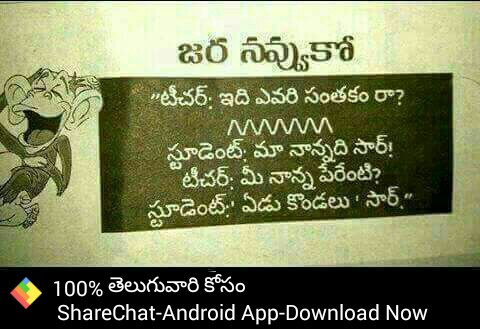 జర నవ్వుకో
"టీచర్: ఇది ఎవరి సంతకం రా?
స్టూడెంట్: మా నాన్నది సార్!
టీచర్: మీ నాన్న పేరేంటి?
స్టూడెంట్:' ఏడు కొండలు ' సార్."
100% తెలుగువారి కోసం
ShareChat-Android App-Download Now